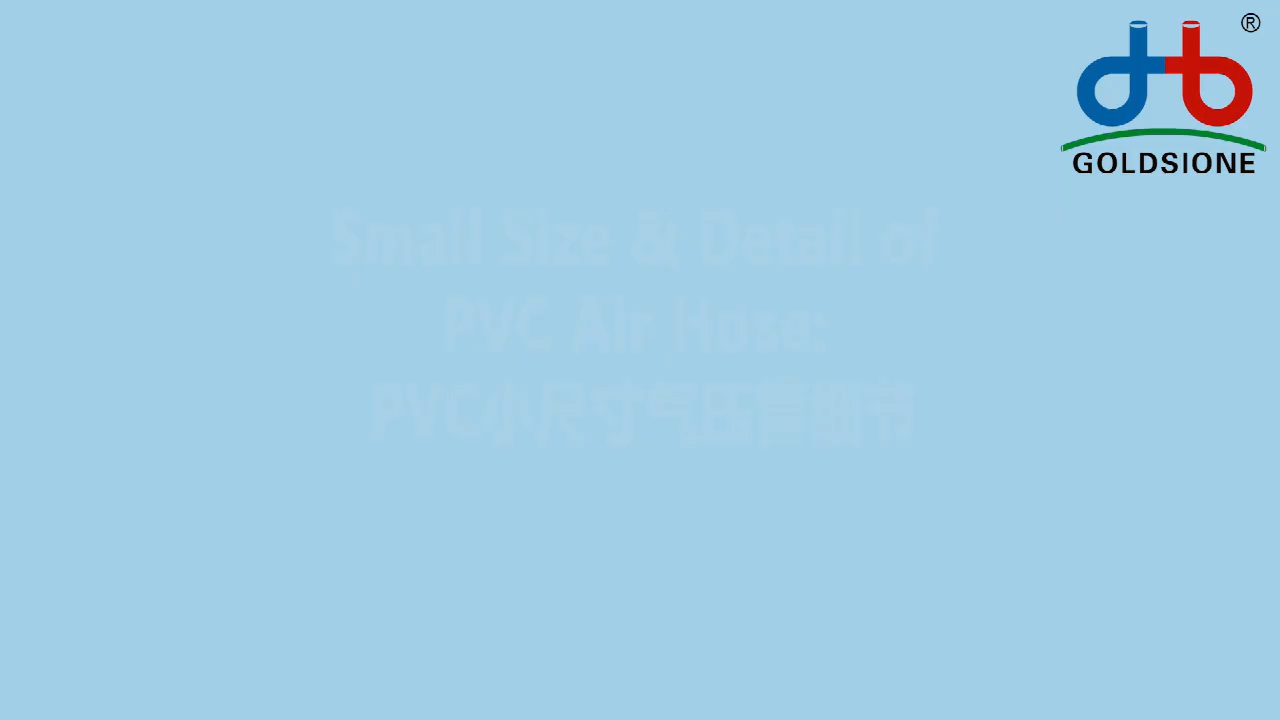 ®
GOLDSIONE
Small Size & Detail of
PVC Air Hose:
PVC小尺寸气压管细节